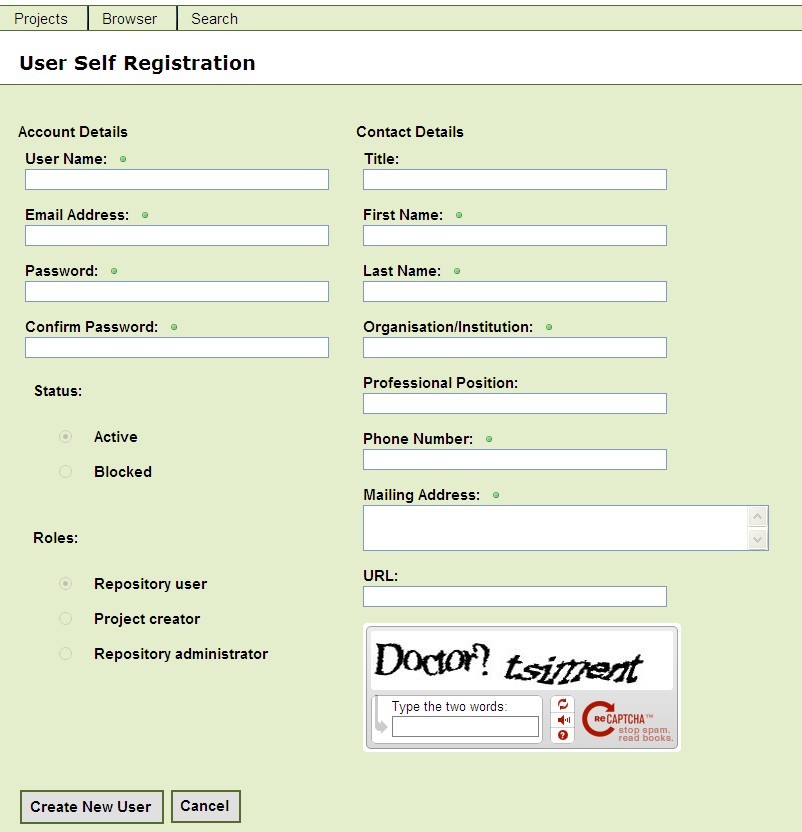 Projects
Browser
Search
User Self Registration
Account Details
User Name:
Email Address:
Password:
Confirm Password:
Status:
Active
Blocked
Roles:
Repository user
Project creator
Repository administrator
Contact Details
Title:
First Name:
Last Name:
Organisation/Institution:
Professional Position:
Phone Number:
Mailing Address:
URL:
Doctor? tsiment
Type the two words:
reCAPTCHA™
stop spam.
read books.
Create New User
Cancel